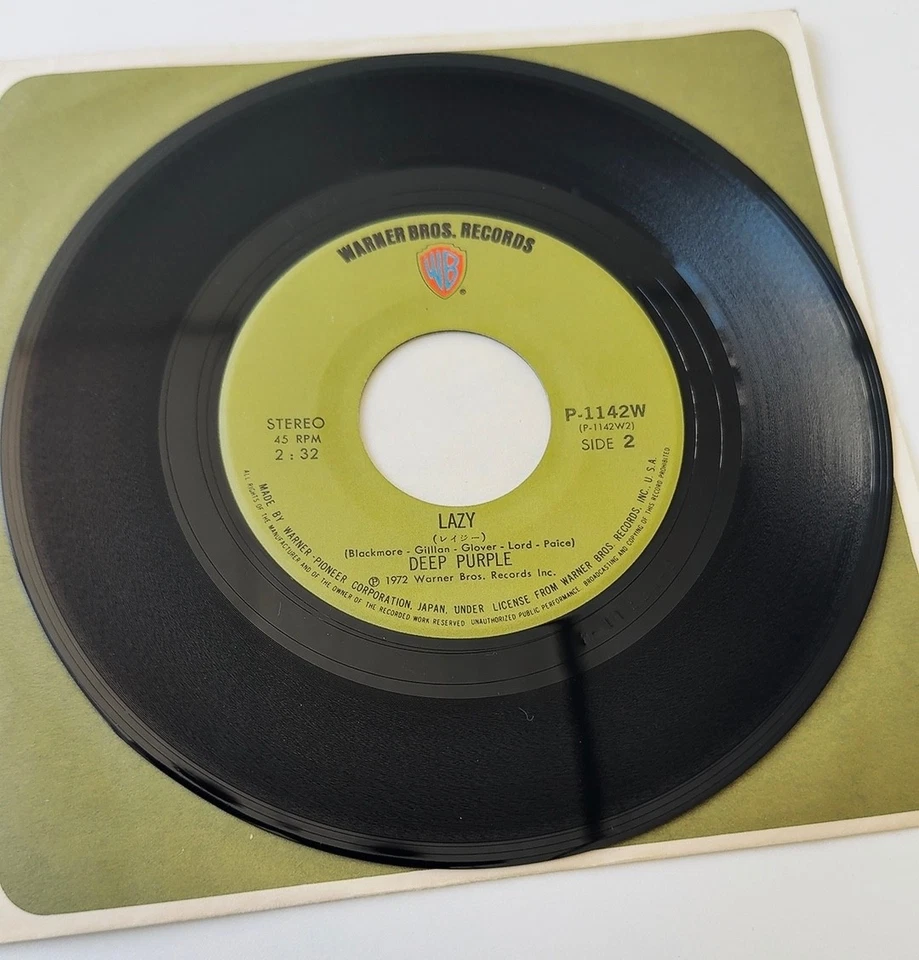 WARNER BROS. RECORDS
WB
®
STEREO
45 RPM
2 : 32
P-1142W
(P-1142W2)
SIDE 2
LAZY
(レイジー)
(Blackmore - Gillian - Glover - Lord - Paice)
DEEP PURPLE
Ⓟ 1972 Warner Bros. Records Inc.
MADE BY WARNER-PIONEER CORPORATION, JAPAN, UNDER LICENSE FROM WARNER BROS. RECORDS, INC., U.S.A.
ALL RIGHTS OF THE MANUFACTURER AND OF THE OWNER OF THE RECORDED WORK RESERVED UNAUTHORIZED PUBLIC PERFORMANCE, BROADCASTING AND COPYING OF THIS RECORD PROHIBITED